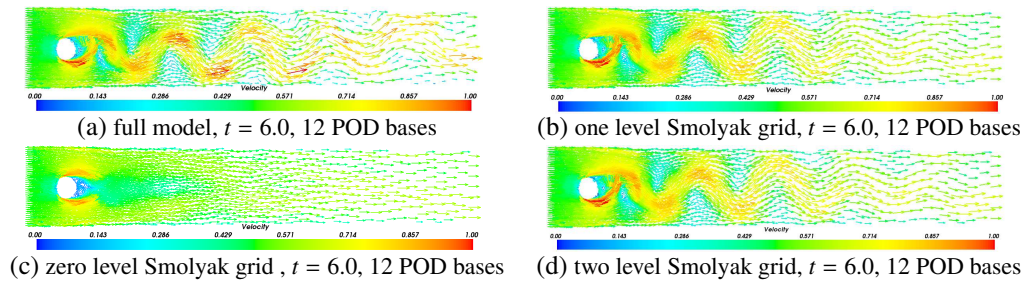 Velocity
0.00 0.143 0.286 0.429 0.571 0.714 0.857 1.00
(a) full model, t = 6.0, 12 POD bases
Velocity
0.00 0.143 0.286 0.429 0.571 0.714 0.857 1.00
(b) one level Smolyak grid, t = 6.0, 12 POD bases
Velocity
0.00 0.143 0.286 0.429 0.571 0.714 0.857 1.00
(c) zero level Smolyak grid , t = 6.0, 12 POD bases
Velocity
0.00 0.143 0.286 0.429 0.571 0.714 0.857 1.00
(d) two level Smolyak grid, t = 6.0, 12 POD bases